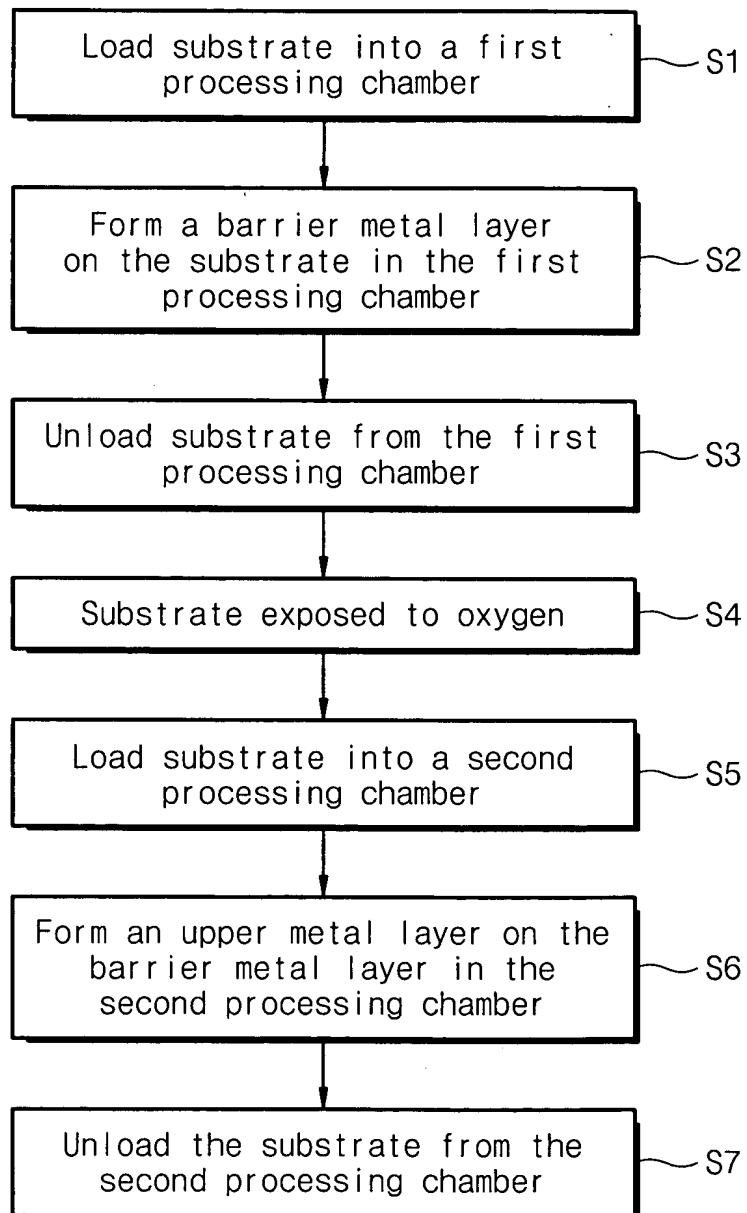 Load substrate into a first
processing chamber
S1
Form a barrier metal layer
on the substrate in the first
processing chamber
S2
Unload substrate from the first
processing chamber
S3
Substrate exposed to oxygen
S4
Load substrate into a second
processing chamber
S5
Form an upper metal layer on the
barrier metal layer in the
second processing chamber
S6
Unload the substrate from the
second processing chamber
S7